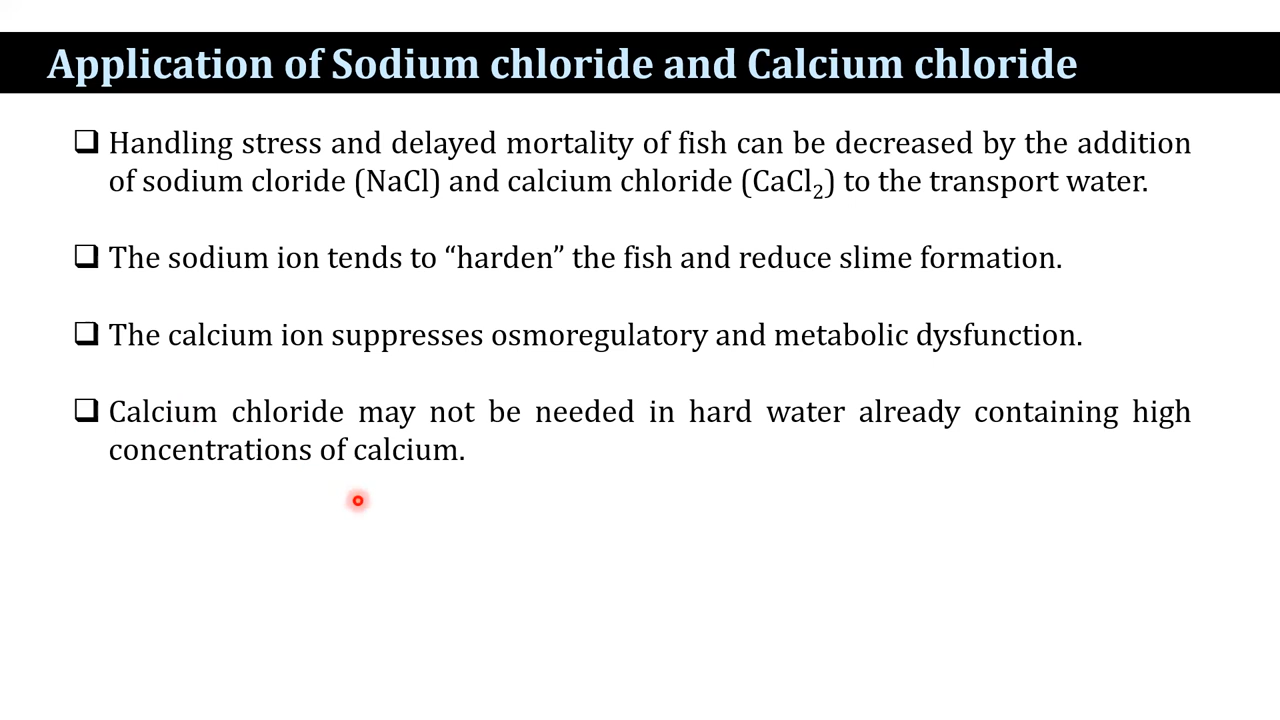 Application of Sodium chloride and Calcium chloride
❑ Handling stress and delayed mortality of fish can be decreased by the addition
of sodium cloride (NaCl) and calcium chloride (CaCl₂) to the transport water.
❑ The sodium ion tends to “harden” the fish and reduce slime formation.
❑ The calcium ion suppresses osmoregulatory and metabolic dysfunction.
❑ Calcium chloride may not be needed in hard water already containing high
concentrations of calcium.